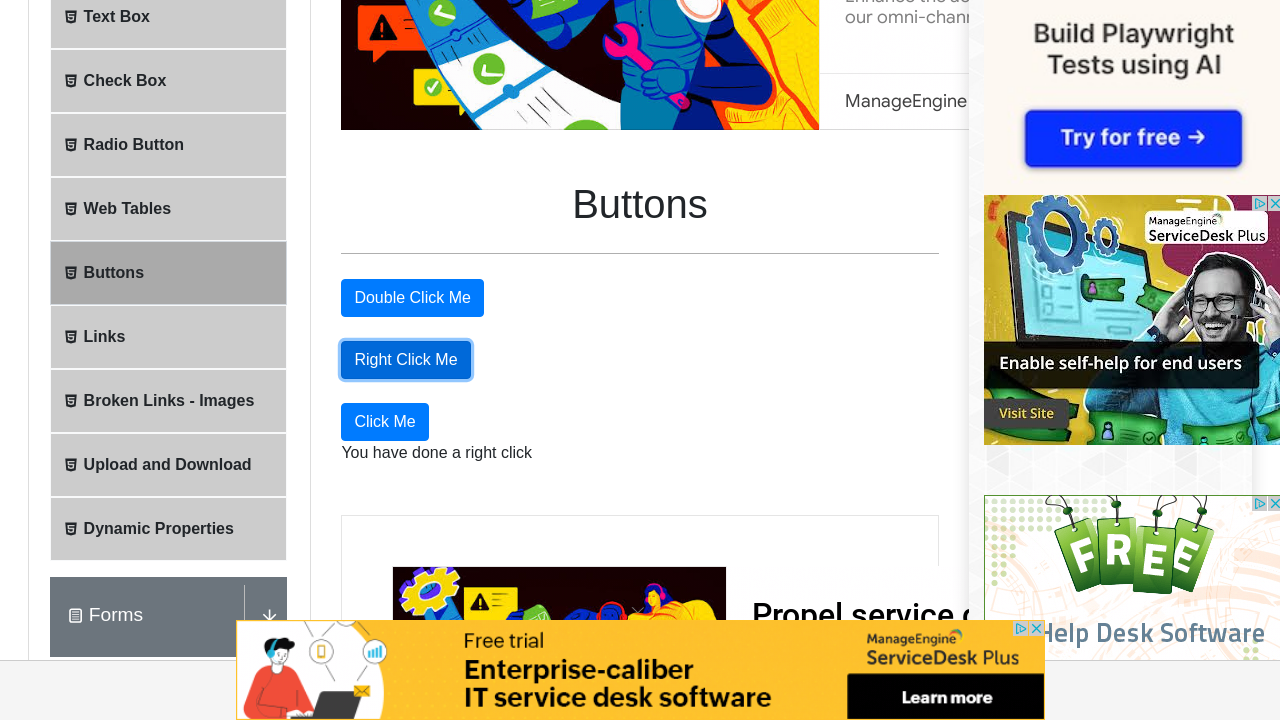 Text Box
Check Box
Radio Button
Web Tables
Buttons
Links
Broken Links - Images
Upload and Download
Dynamic Properties
Forms
our omni-chann
ManageEngine
Buttons
Double Click Me
Right Click Me
Click Me
You have done a right click
Propel service
Build Playwright
Tests using AI
Try for free →
ManageEngine
ServiceDesk Plus
Enable self-help for end users
Visit Site
FREE
Help Desk Software
Free trial
Enterprise-caliber
IT service desk software
ManageEngine
ServiceDesk Plus
Learn more